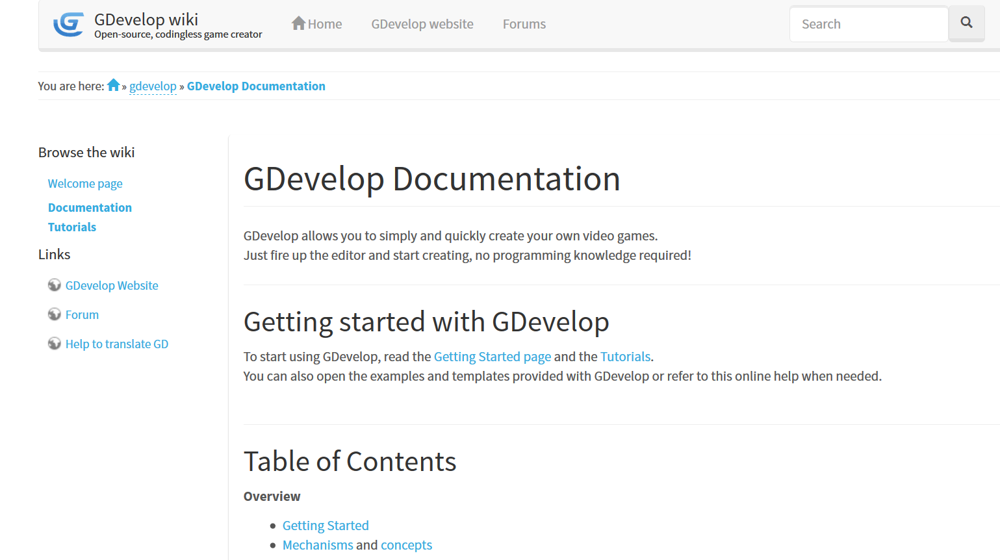 GDevelop wiki
Open-source, codingless game creator
Home
GDevelop website
Forums
Search
You are here: » gdevelop » GDevelop Documentation
Browse the wiki
Welcome page
Documentation
Tutorials
Links
GDevelop Website
Forum
Help to translate GD
GDevelop Documentation
GDevelop allows you to simply and quickly create your own video games.
Just fire up the editor and start creating, no programming knowledge required!
Getting started with GDevelop
To start using GDevelop, read the Getting Started page and the Tutorials.
You can also open the examples and templates provided with GDevelop or refer to this online help when needed.
Table of Contents
Overview
• Getting Started
• Mechanisms and concepts